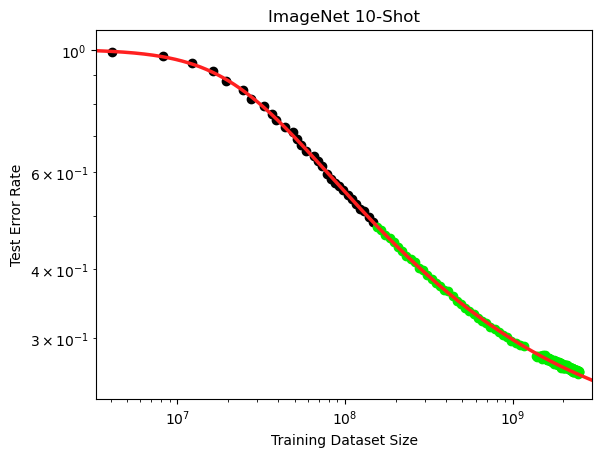 ImageNet 10-Shot
10⁰
6 × 10⁻¹
4 × 10⁻¹
3 × 10⁻¹
Test Error Rate
10⁷
10⁸
10⁹
Training Dataset Size